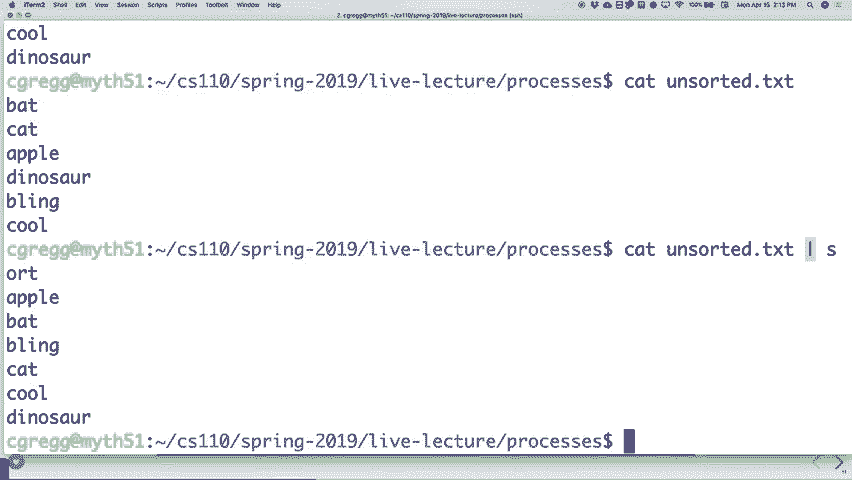 iTerm2 Shell Edit View Session Scripts Profiles Toolbelt Window Help 100% Mon Apr 15 2:13 PM
2. cgregg@myth51: ~/cs110/spring-2019/live-lecture/processes (ssh)
cool
dinosaur
cgregg@myth51:~/cs110/spring-2019/live-lecture/processes$ cat unsorted.txt
bat
cat
apple
dinosaur
bling
cool
cgregg@myth51:~/cs110/spring-2019/live-lecture/processes$ cat unsorted.txt | s
ort
apple
bat
bling
cat
cool
dinosaur
cgregg@myth51:~/cs110/spring-2019/live-lecture/processes$